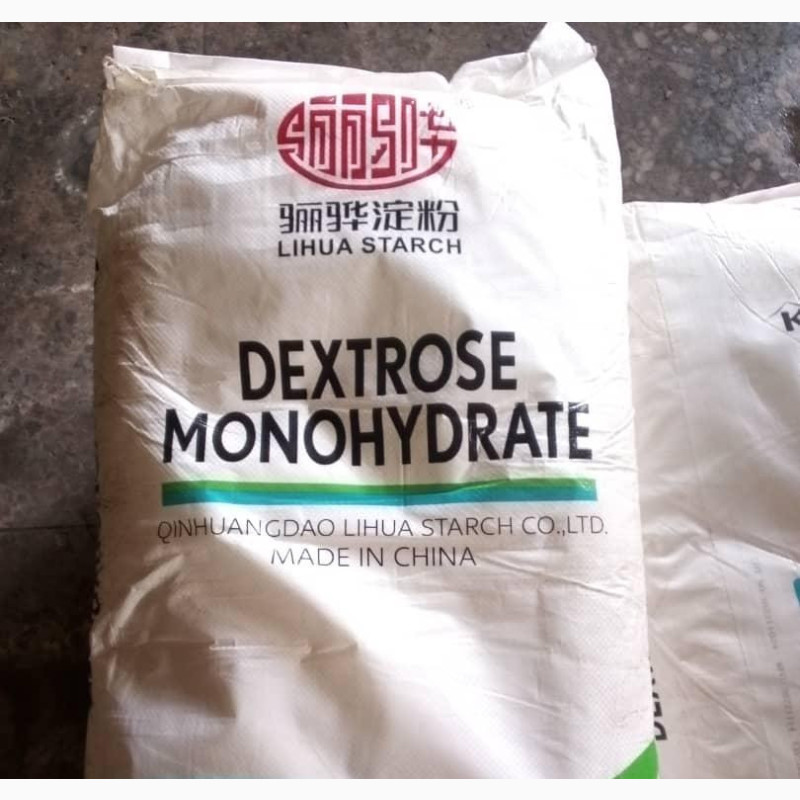 骊骅淀粉
LIHUA STARCH
DEXTROSE
MONOHYDRATE
QINHUANGDAO LIHUA STARCH CO.,LTD.
MADE IN CHINA
K